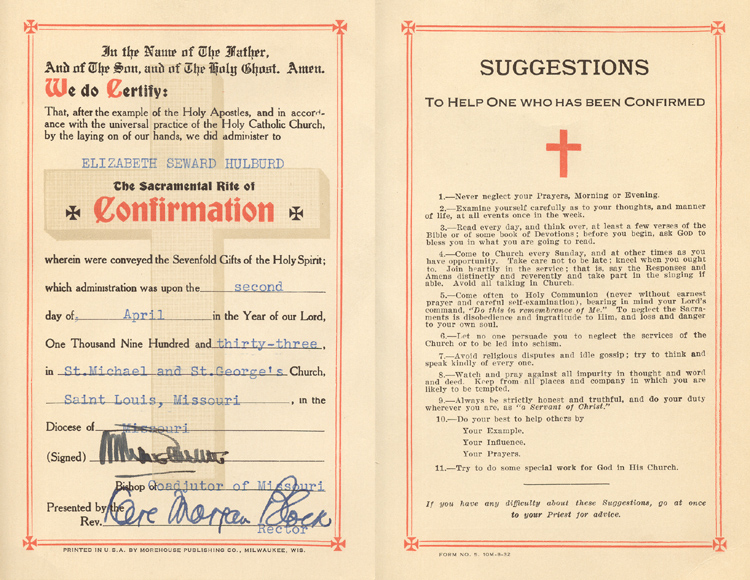 In the Name of The Father,
And of The Son, and of The Holy Ghost. Amen.
We do Certify:
That, after the example of the Holy Apostles, and in accord-
ance with the universal practice of the Holy Catholic Church,
by the laying on of our hands, we did administer to
ELIZABETH SEWARD HULBURD
The Sacramental Rite of
Confirmation
wherein were conveyed the Sevenfold Gifts of the Holy Spirit;
which administration was upon the second
day of April in the Year of our Lord,
One Thousand Nine Hundred and thirty-three,
in St.Michael and St.George's Church,
Saint Louis, Missouri, in the
Diocese of Missouri
(Signed)
Bishop Coadjutor of Missouri
Presented by the
Rev. Karl Morgan Block
Rector
PRINTED IN U.S.A. BY MOREHOUSE PUBLISHING CO., MILWAUKEE, WIS.
SUGGESTIONS
TO HELP ONE WHO HAS BEEN CONFIRMED
1.—Never neglect your Prayers, Morning or Evening.
2.—Examine yourself carefully as to your thoughts, and manner
of life, at all events once in the week.
3.—Read every day, and think over, at least a few verses of the
Bible or of some book of Devotions; before you begin, ask GOD to
bless you in what you are going to read.
4.—Come to Church every Sunday, and at other times as you
have opportunity. Take care not to be late; kneel when you ought
to. Join heartily in the service; that is, say the Responses and
Amens distinctly and reverently and take part in the singing if
able. Avoid all talking in Church.
5.—Come often to Holy Communion (never without earnest
prayer and careful self-examination), bearing in mind your Lord's
command, "Do this in remembrance of Me." To neglect the Sacra-
ments is disobedience and ingratitude to Him, and loss and danger
to your own soul.
6.—Let no one persuade you to neglect the services of the
Church or to be led into schism.
7.—Avoid religious disputes and idle gossip; try to think and
speak kindly of every one.
8.—Watch and pray against all impurity in thought and word
and deed. Keep from all places and company in which you are
likely to be tempted.
9.—Always be strictly honest and truthful, and do your duty
wherever you are, as "a Servant of Christ."
10.—Do your best to help others by
Your Example.
Your Influence.
Your Prayers.
11.—Try to do some special work for God in His Church.
If you have any difficulty about these Suggestions, go at once
to your Priest for advice.
FORM NO. 5. 10M-5-32